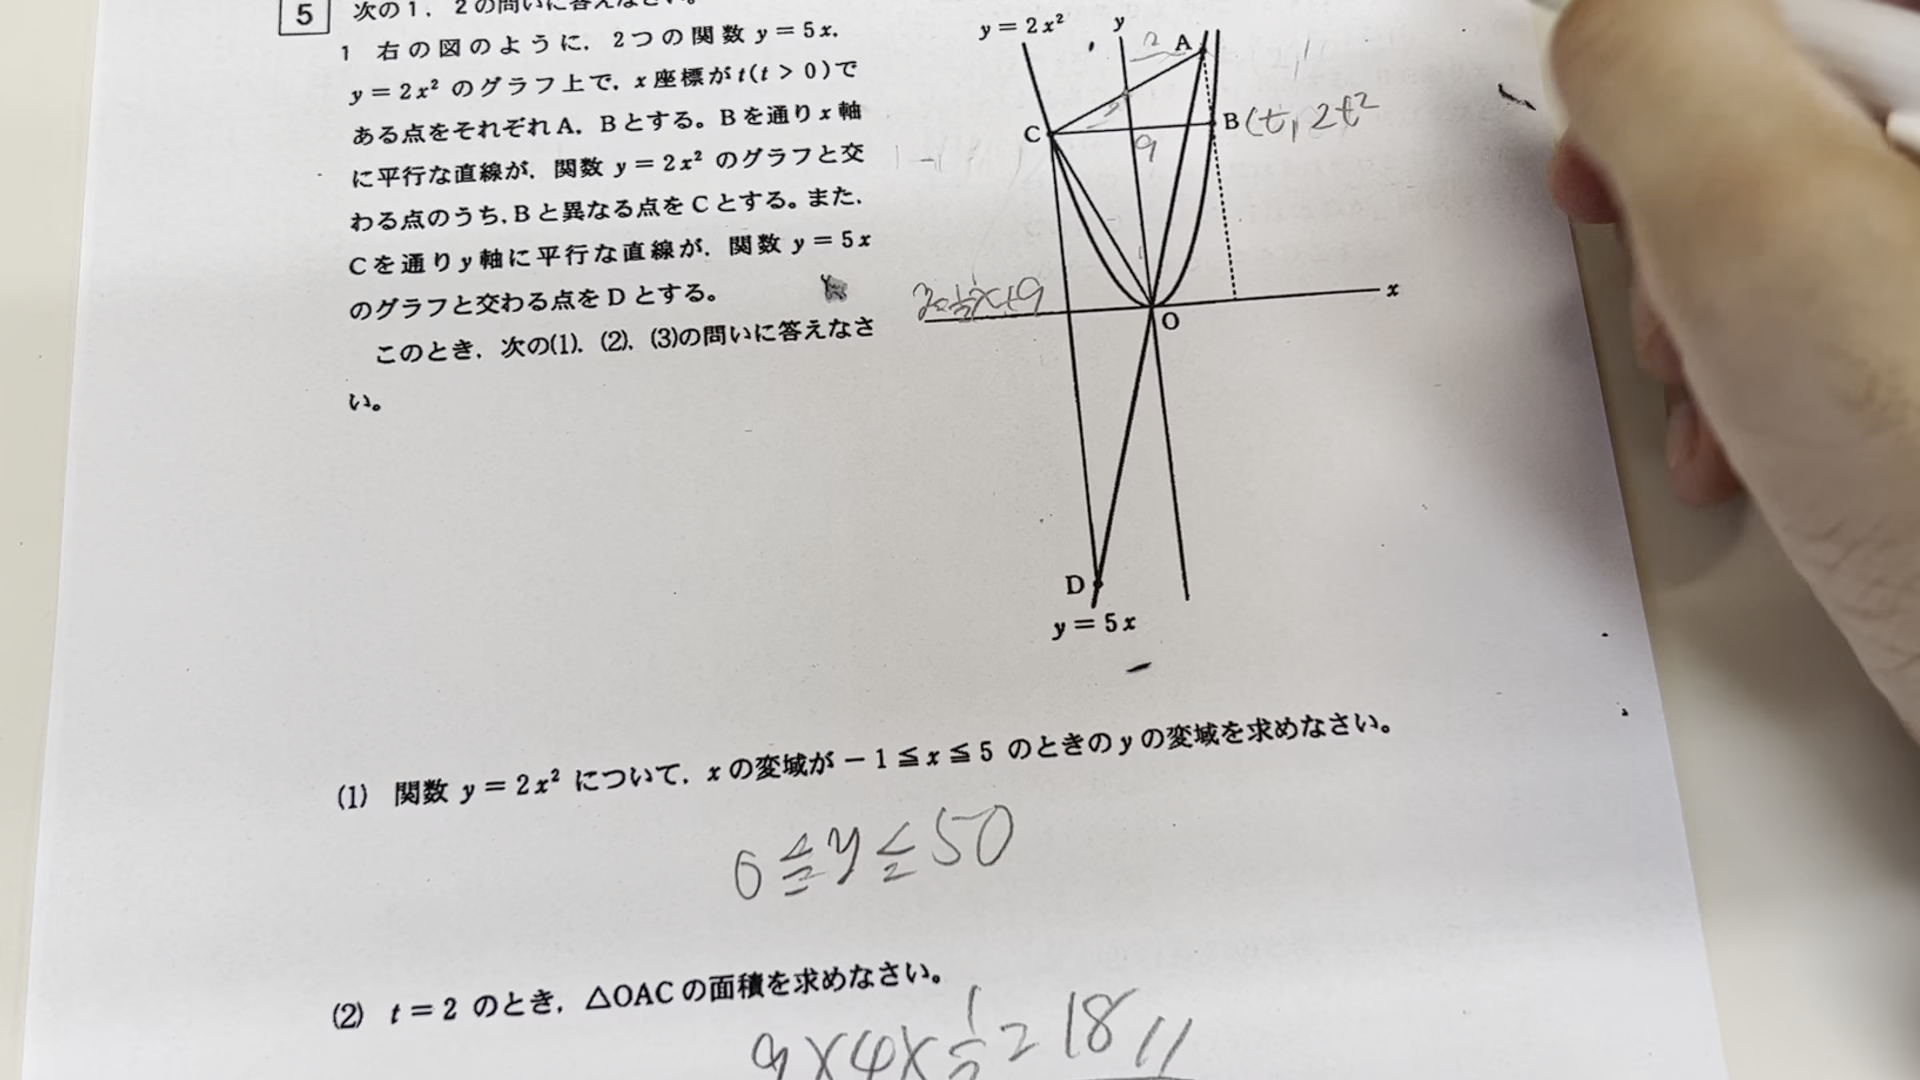 5 次の1，2の問いに答えなさい。
1 右の図のように，2つの関数 y = 5x，
y = 2x² のグラフ上で，x 座標が t(t > 0)で
ある点をそれぞれA，Bとする。Bを通り x 軸
に平行な直線が，関数 y = 2x² のグラフと交
わる点のうち，Bと異なる点をCとする。また，
Cを通り y 軸に平行な直線が，関数 y = 5x
のグラフと交わる点をDとする。
このとき，次の(1)，(2)，(3)の問いに答えなさ
い。
y = 2x²
y
A
C
B (t, 2t²
9
x
O
D
y = 5x
(1) 関数 y = 2x² について，x の変域が − 1 ≦ x ≦ 5 のときの y の変域を求めなさい。
0 ≦ y ≦ 50
(2) t = 2 のとき，△OACの面積を求めなさい。
9×4×1/2=18